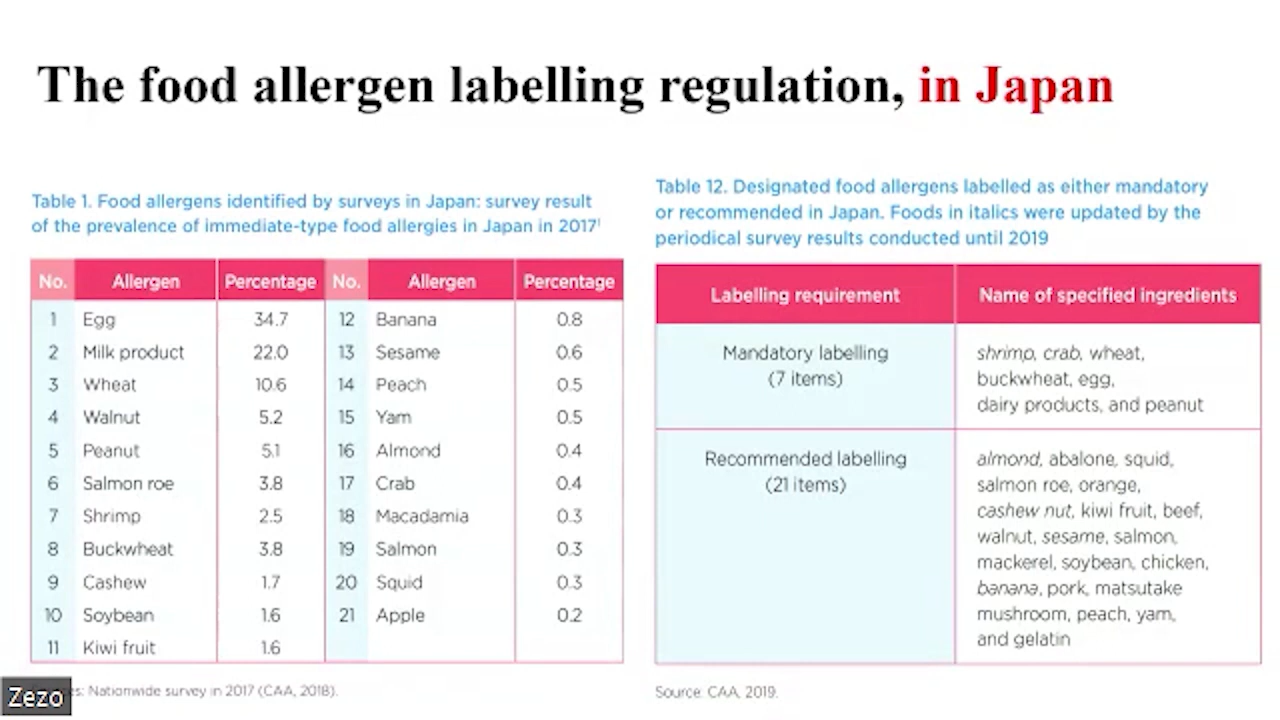 The food allergen labelling regulation, in Japan
Table 1. Food allergens identified by surveys in Japan: survey result
of the prevalence of immediate-type food allergies in Japan in 2017¹
No. Allergen Percentage No. Allergen Percentage
1 Egg 34.7 12 Banana 0.8
2 Milk product 22.0 13 Sesame 0.6
3 Wheat 10.6 14 Peach 0.5
4 Walnut 5.2 15 Yam 0.5
5 Peanut 5.1 16 Almond 0.4
6 Salmon roe 3.8 17 Crab 0.4
7 Shrimp 2.5 18 Macadamia 0.3
8 Buckwheat 3.8 19 Salmon 0.3
9 Cashew 1.7 20 Squid 0.3
10 Soybean 1.6 21 Apple 0.2
11 Kiwi fruit 1.6
: Nationwide survey in 2017 (CAA, 2018).
Table 12. Designated food allergens labelled as either mandatory
or recommended in Japan. Foods in italics were updated by the
periodical survey results conducted until 2019
Labelling requirement Name of specified ingredients
Mandatory labelling shrimp, crab, wheat,
(7 items) buckwheat, egg,
dairy products, and peanut
Recommended labelling almond, abalone, squid,
(21 items) salmon roe, orange,
cashew nut, kiwi fruit, beef,
walnut, sesame, salmon,
mackerel, soybean, chicken,
banana, pork, matsutake
mushroom, peach, yam,
and gelatin
Source: CAA, 2019.
Zezo